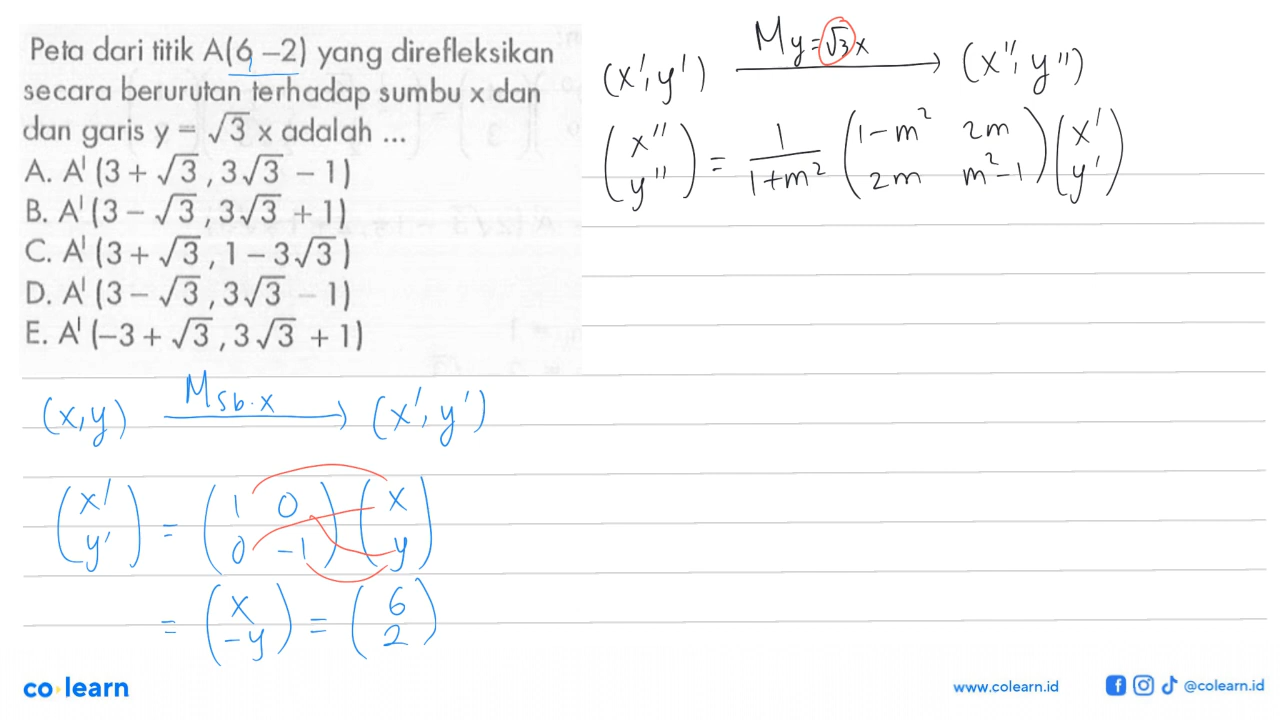 Peta dari titik A(6, –2) yang direfleksikan
secara berurutan terhadap sumbu x dan
dan garis y = √3 x adalah ...
A. A' (3 + √3 , 3√3 – 1)
B. A' (3 – √3 , 3√3 + 1)
C. A' (3 + √3 , 1 – 3√3)
D. A' (3 – √3 , 3√3 – 1)
E. A' (–3 + √3 , 3√3 + 1)
(x,y) M sb.x → (x', y')
(x' y') = (1 0 0 -1) (x y)
= (x -y) = (6 2)
(x', y') M y=√3x → (x'', y'')
(x'' y'') = 1/1+m² (1-m² 2m 2m m²-1) (x' y')
co learn
www.colearn.id
@colearn.id